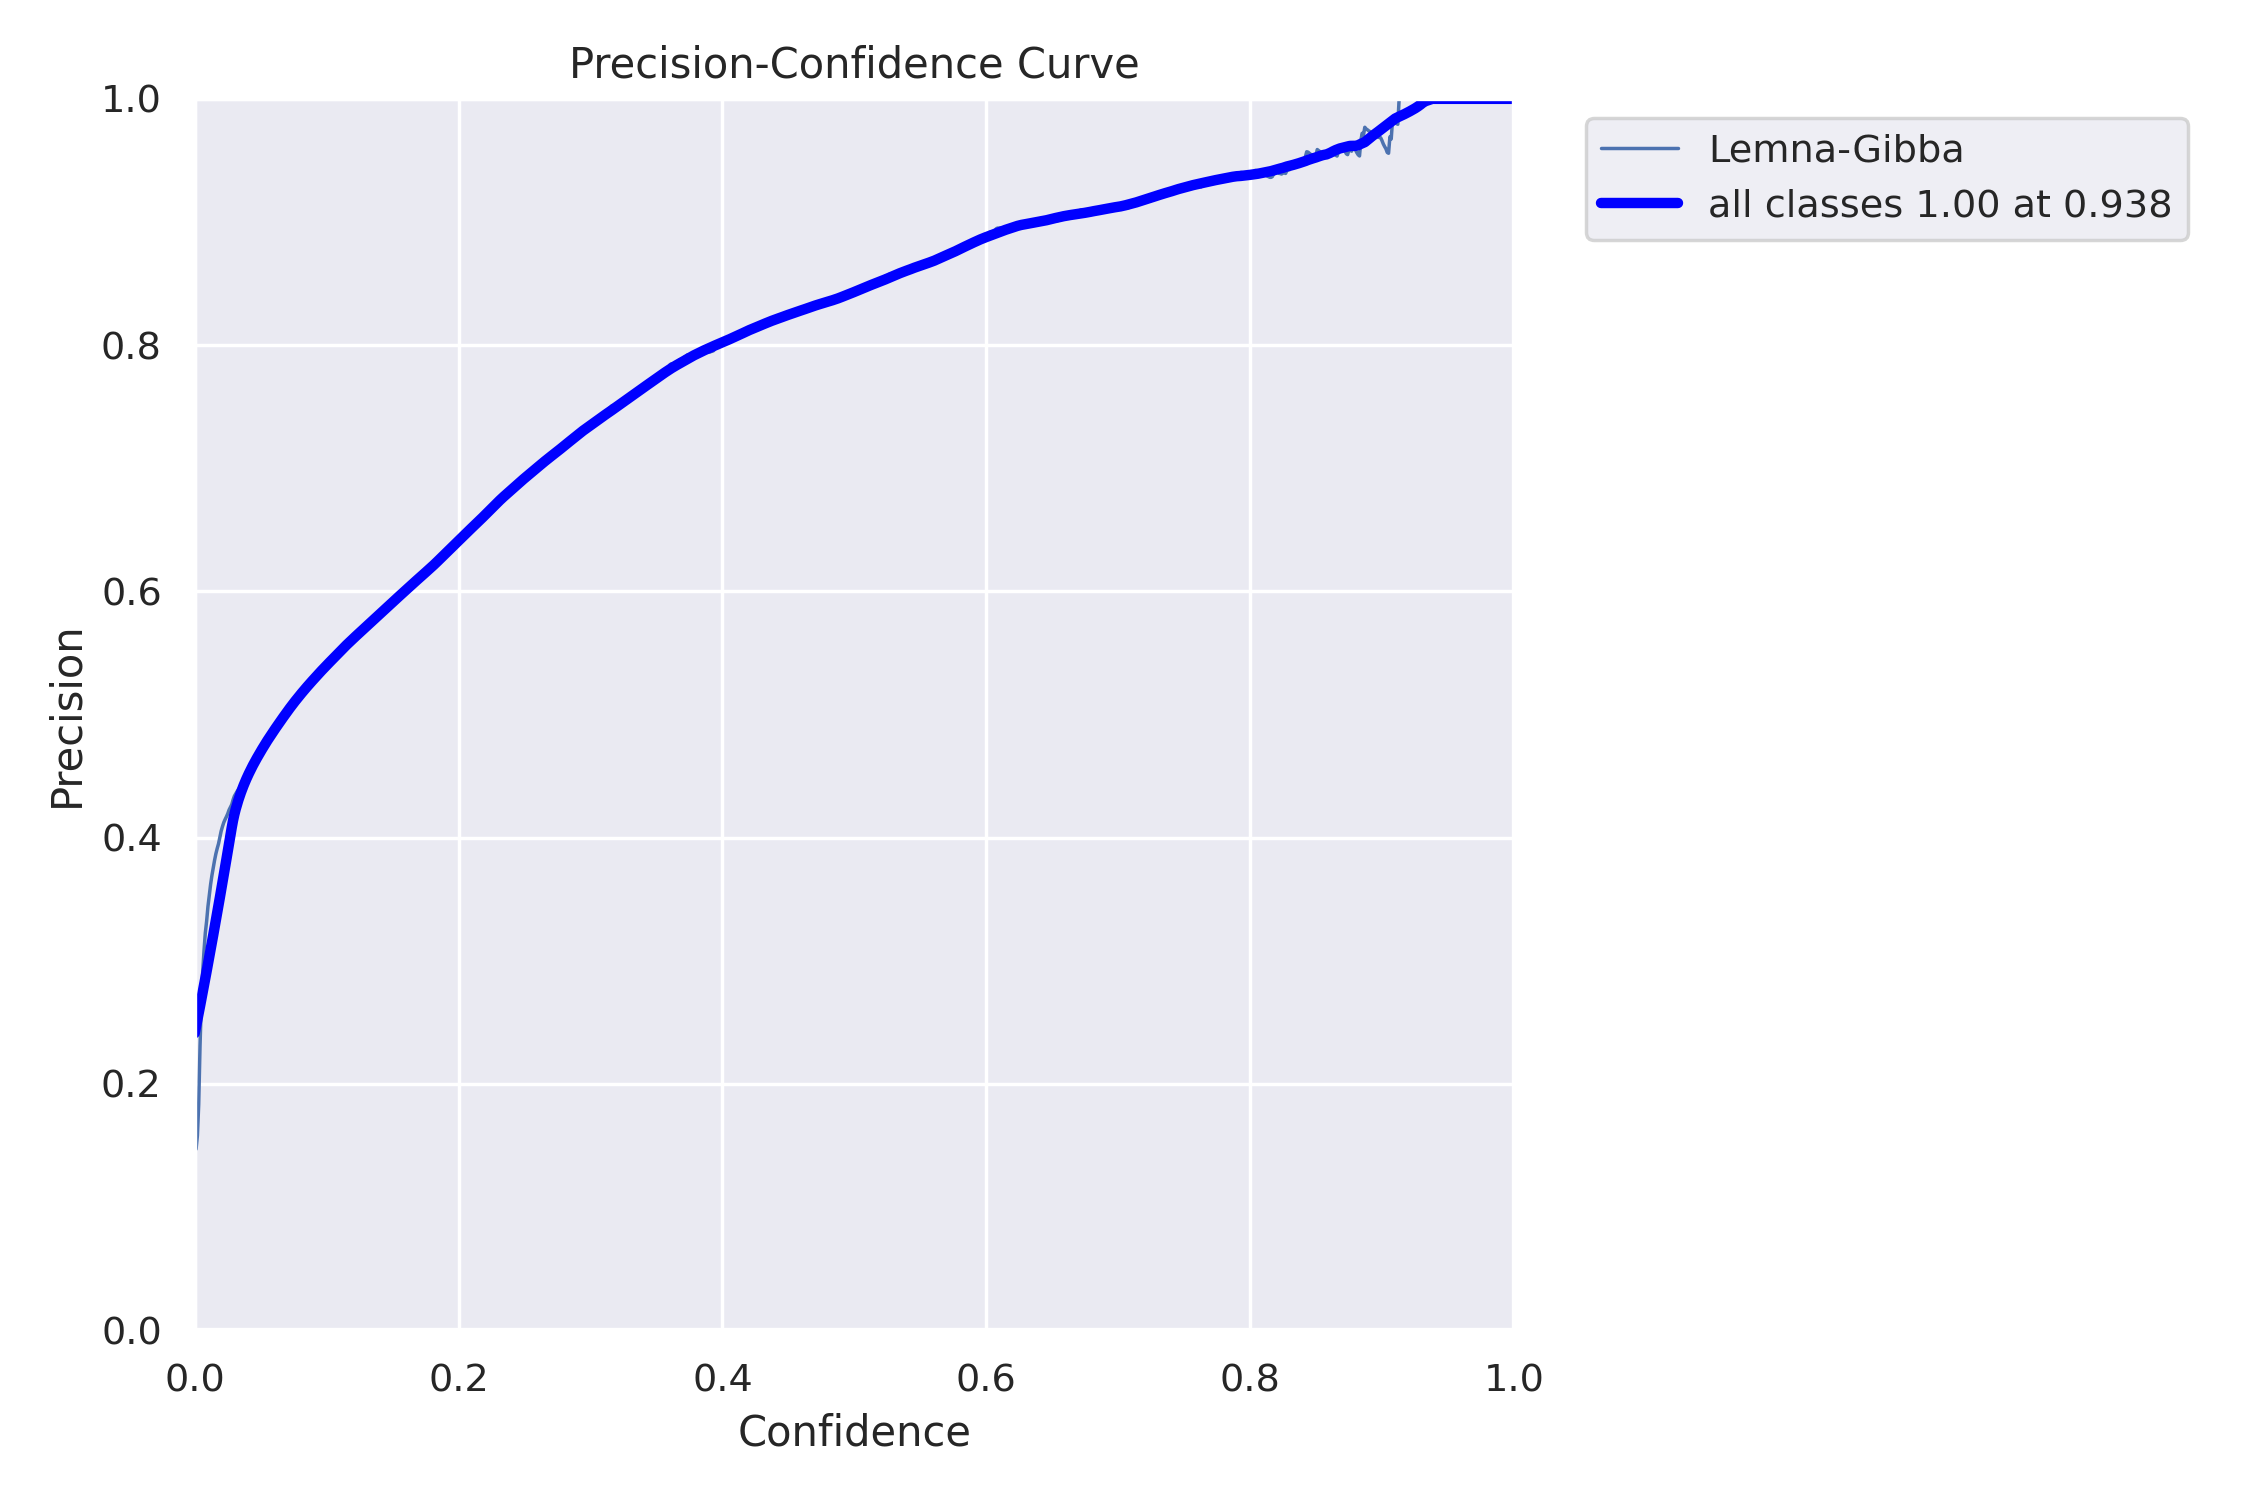 Precision-Confidence Curve
1.0
0.8
0.6
0.4
0.2
0.0
Precision
0.0 0.2 0.4 0.6 0.8 1.0
Confidence
Lemna-Gibba
all classes 1.00 at 0.938